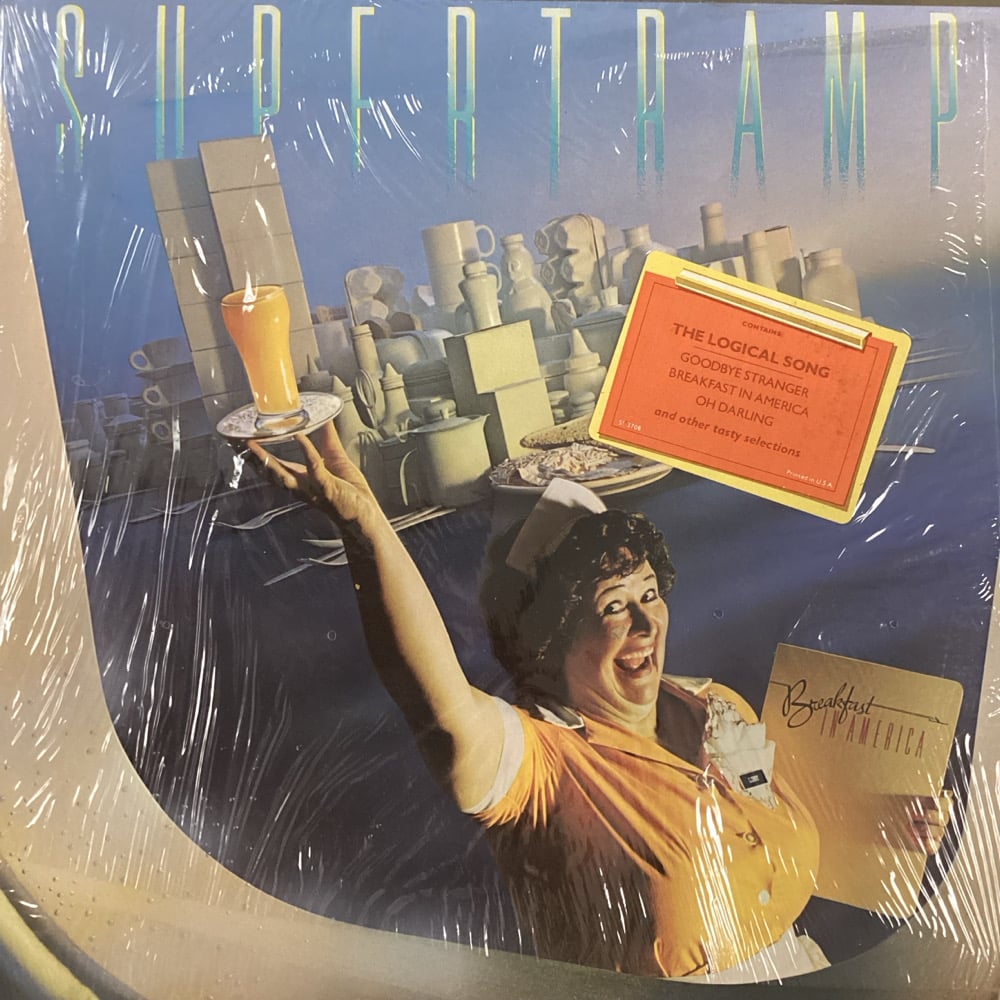 SUPERTRAMP
CONTAINS:
THE LOGICAL SONG
GOODBYE STRANGER
BREAKFAST IN AMERICA
OH DARLING
and other tasty selections
Printed in U.S.A.
Breakfast
IN AMERICA